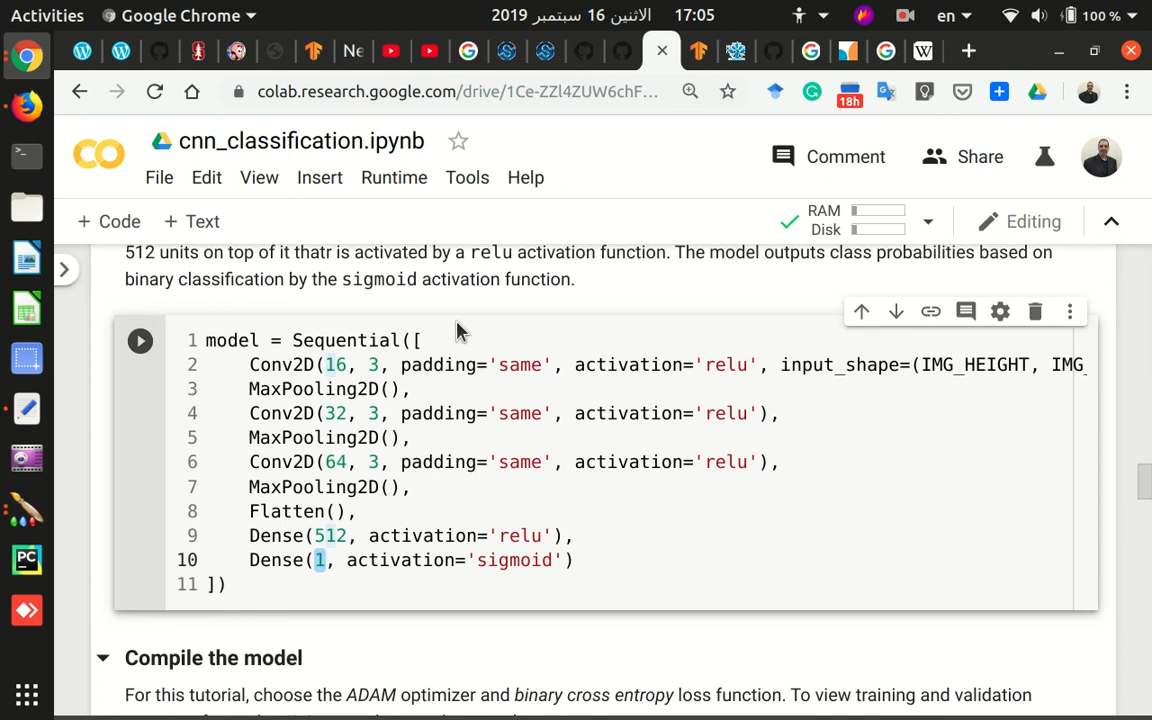 Activities Google Chrome الاثنين 16 سبتمبر 2019 17:05 en 100 %
Ne W
colab.research.google.com/drive/1Ce-ZZl4ZUW6chF... 18h
cnn_classification.ipynb Comment Share
File Edit View Insert Runtime Tools Help
+ Code + Text RAM Disk Editing
512 units on top of it thatr is activated by a relu activation function. The model outputs class probabilities based on
binary classification by the sigmoid activation function.
1 model = Sequential([
2 Conv2D(16, 3, padding='same', activation='relu', input_shape=(IMG_HEIGHT, IMG_
3 MaxPooling2D(),
4 Conv2D(32, 3, padding='same', activation='relu'),
5 MaxPooling2D(),
6 Conv2D(64, 3, padding='same', activation='relu'),
7 MaxPooling2D(),
8 Flatten(),
9 Dense(512, activation='relu'),
10 Dense(1, activation='sigmoid')
11 ])
PC
Compile the model
For this tutorial, choose the ADAM optimizer and binary cross entropy loss function. To view training and validation